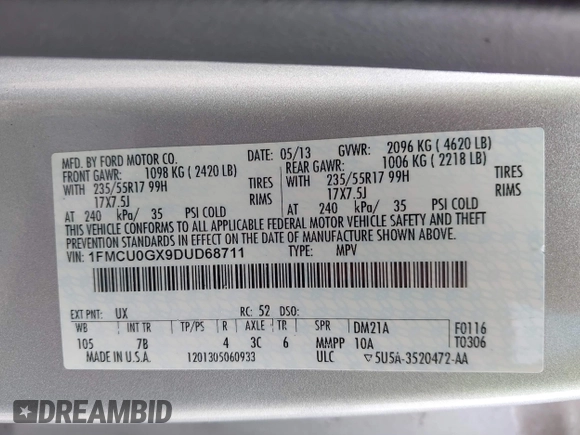 MFD. BY FORD MOTOR CO.
DATE: 05/13 GVWR: 2096 KG ( 4620 LB)
FRONT GAWR: 1098 KG ( 2420 LB) REAR GAWR: 1006 KG ( 2218 LB)
WITH 235/55R17 99H TIRES WITH 235/55R17 99H TIRES
17X7.5J RIMS 17X7.5J RIMS
AT 240 kPa/ 35 PSI COLD AT 240 kPa/ 35 PSI COLD
THIS VEHICLE CONFORMS TO ALL APPLICABLE FEDERAL MOTOR VEHICLE SAFETY AND THEFT
PREVENTION STANDARDS IN EFFECT ON THE DATE OF MANUFACTURE SHOWN ABOVE.
VIN: 1FMCU0GX9DUD68711 TYPE: MPV
EXT PNT: UX RC: 52 DSO:
WB INT TR TP/PS R AXLE TR SPR DM21A F0116
105 7B 4 3C 6 MMPP 10A T0306
MADE IN U.S.A. 1201305060933 ULC 5U5A-3520472-AA
DREAMBID